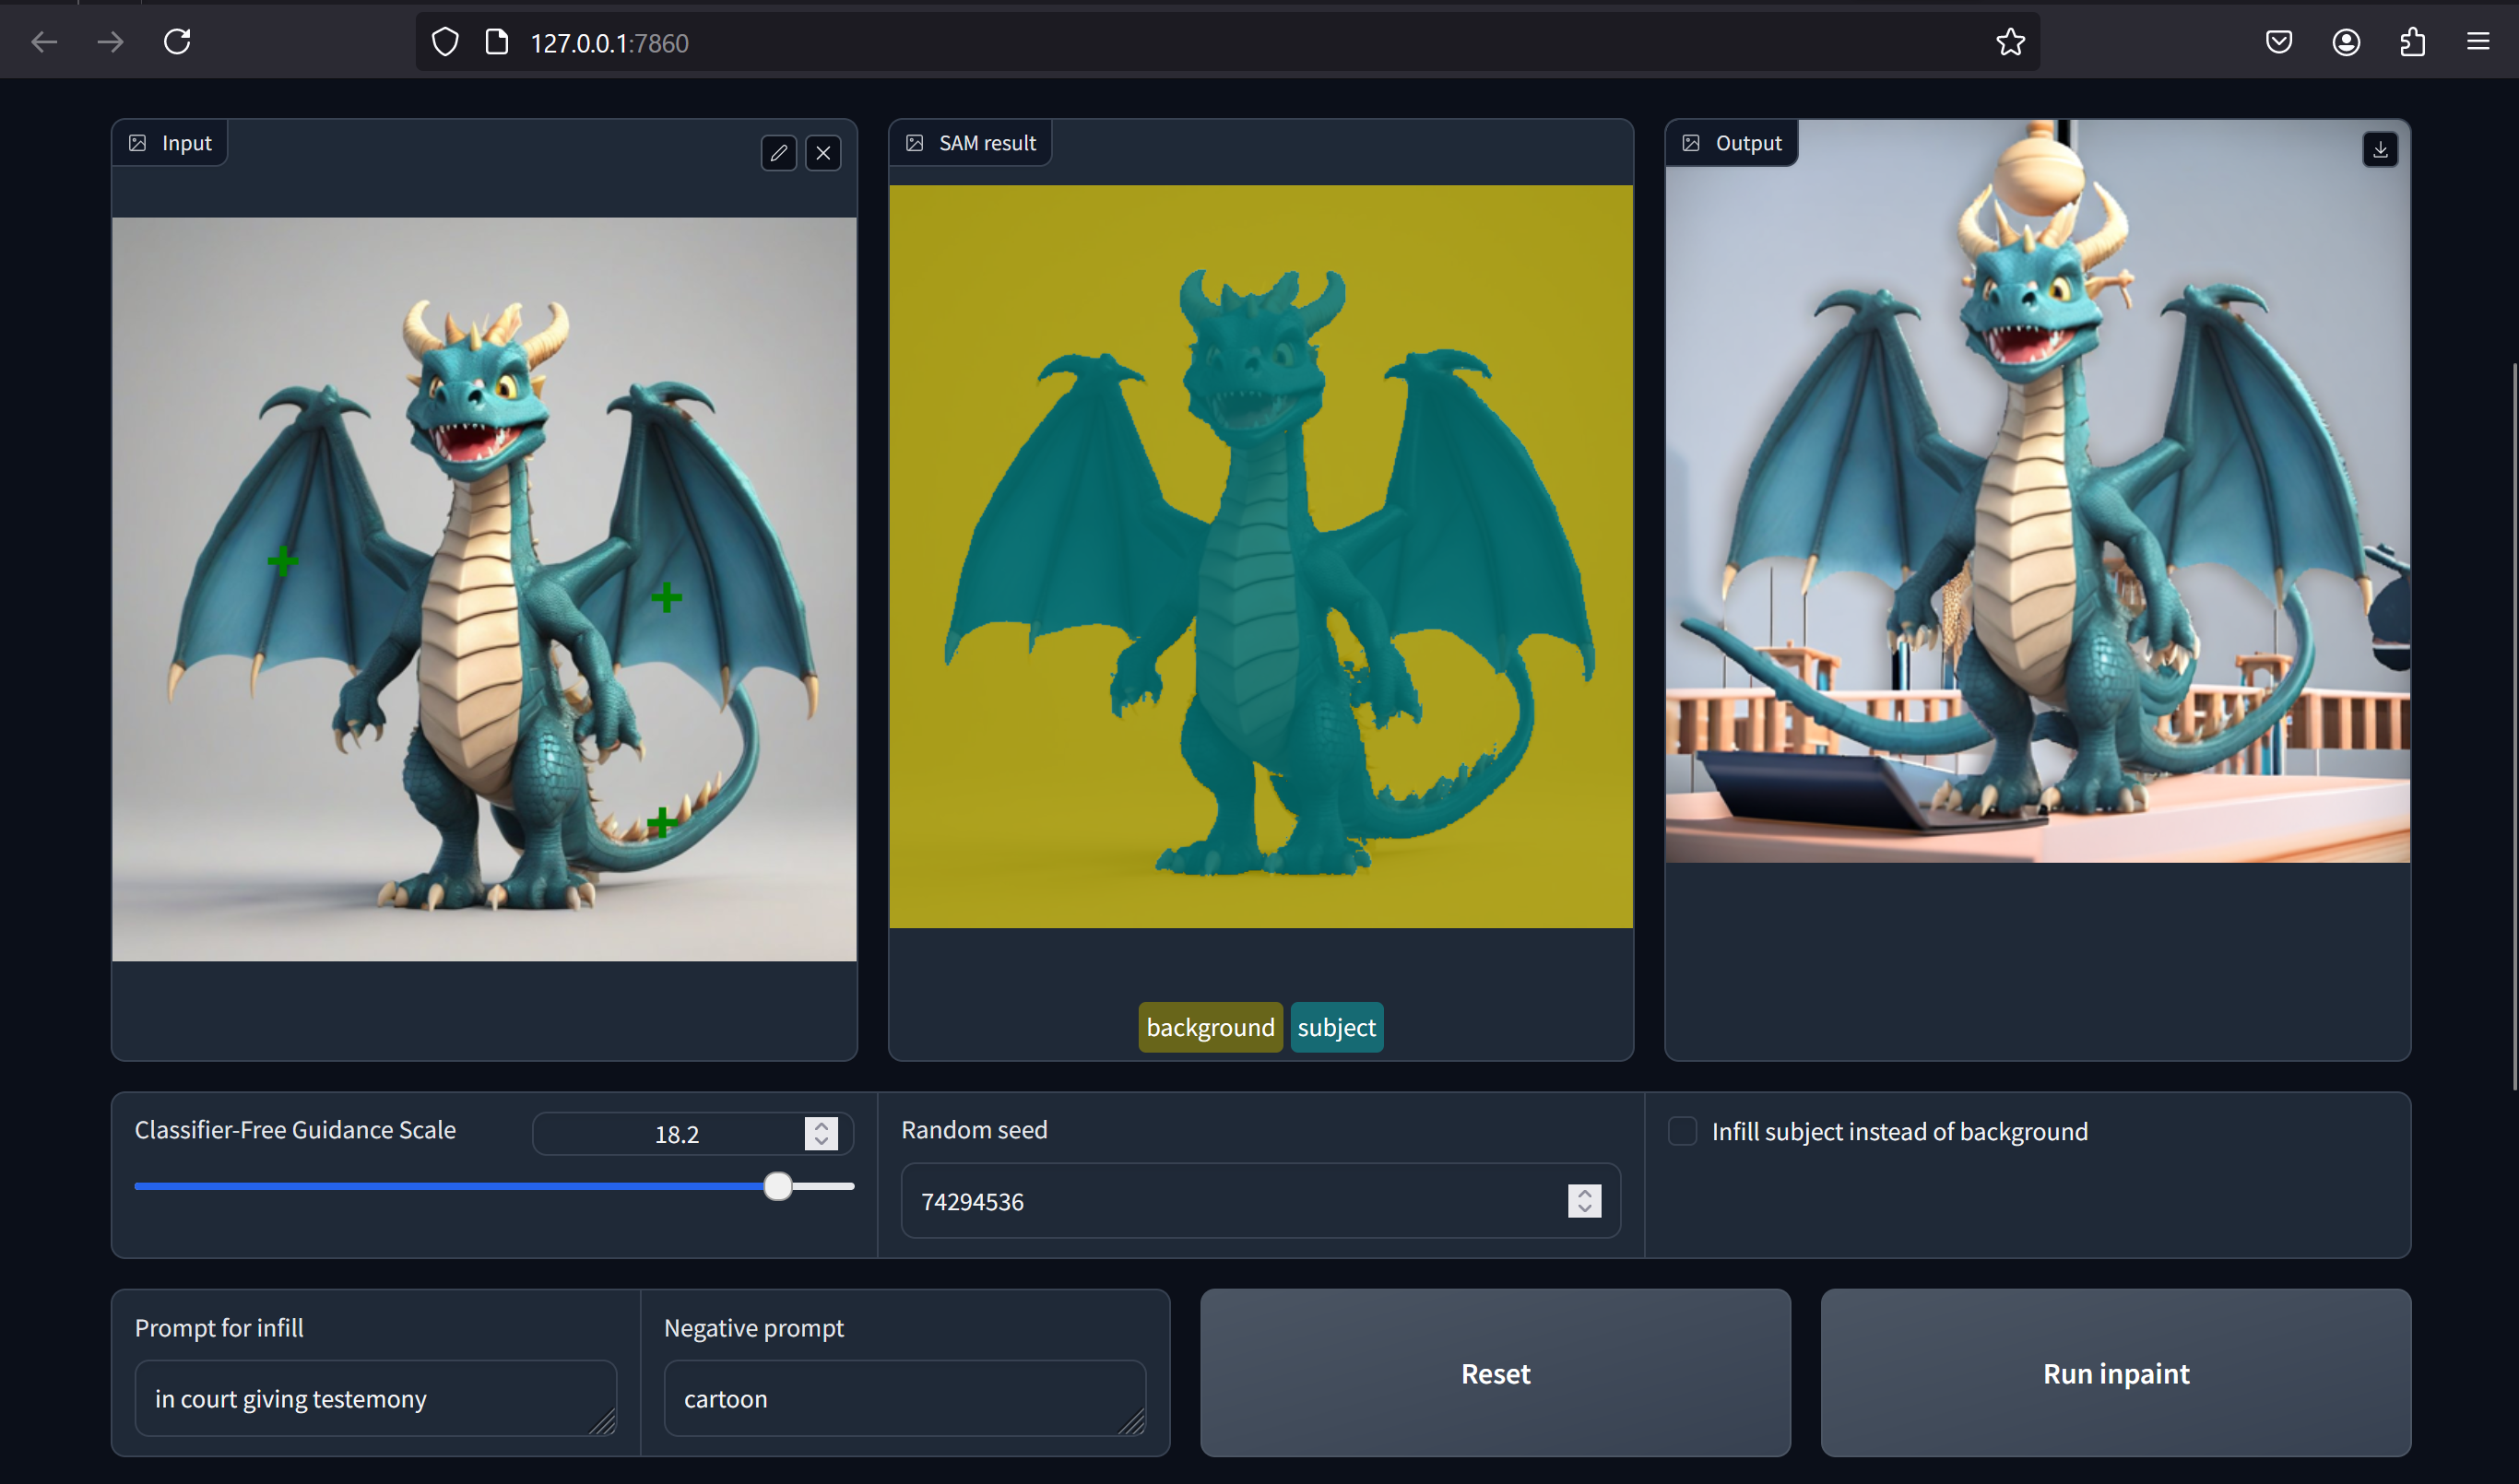 127.0.0.1:7860
Input
SAM result
Output
background subject
Classifier-Free Guidance Scale
18.2
Random seed
74294536
Infill subject instead of background
Prompt for infill
in court giving testemony
Negative prompt
cartoon
Reset
Run inpaint